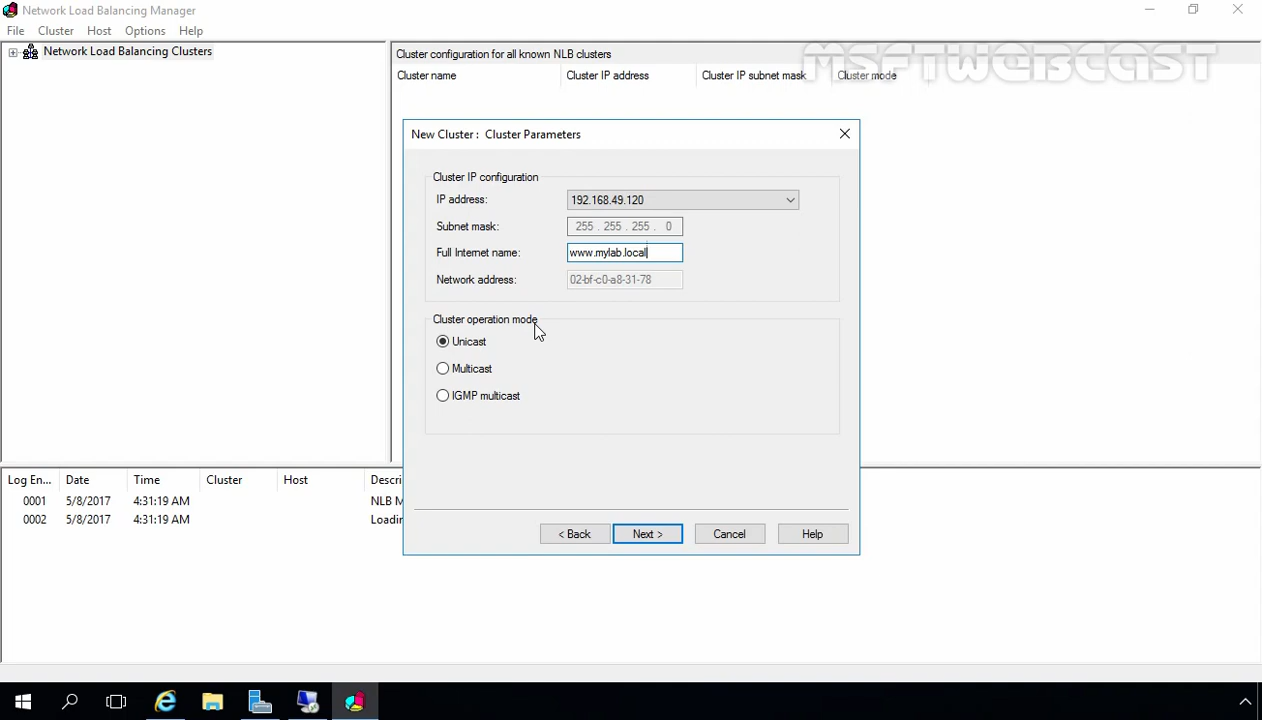 Network Load Balancing Manager
File Cluster Host Options Help
Network Load Balancing Clusters
Cluster configuration for all known NLB clusters
MSFTWEBCAST
Cluster name Cluster IP address Cluster IP subnet mask Cluster mode
New Cluster : Cluster Parameters
Cluster IP configuration
IP address: 192.168.49.120
Subnet mask: 255 . 255 . 255 . 0
Full Internet name: www.mylab.local
Network address: 02-bf-c0-a8-31-78
Cluster operation mode
Unicast
Multicast
IGMP multicast
< Back Next > Cancel Help
Log En... Date Time Cluster Host Descri
0001 5/8/2017 4:31:19 AM NLB M
0002 5/8/2017 4:31:19 AM Loadin